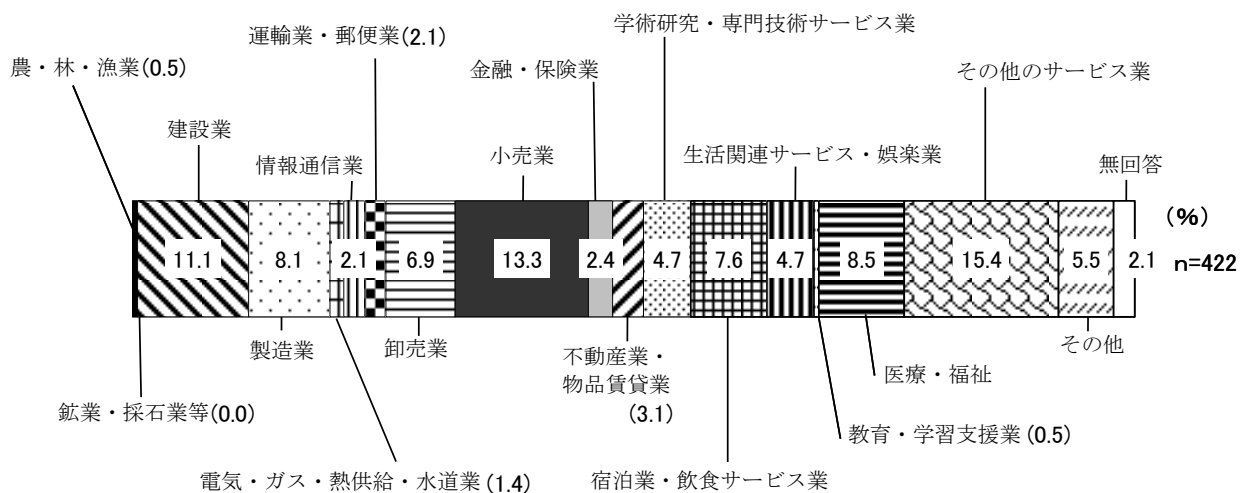 学術研究・専門技術サービス業
運輸業・郵便業(2.1)
農・林・漁業(0.5)
金融・保険業
その他のサービス業
建設業
情報通信業
小売業
生活関連サービス・娯楽業
無回答
(%)
11.1 8.1 2.1 6.9 13.3 2.4 4.7 7.6 4.7 8.5 15.4 5.5 2.1 n=422
製造業
卸売業
不動産業・
物品賃貸業
(3.1)
その他
医療・福祉
鉱業・採石業等(0.0)
教育・学習支援業(0.5)
電気・ガス・熱供給・水道業(1.4)
宿泊業・飲食サービス業